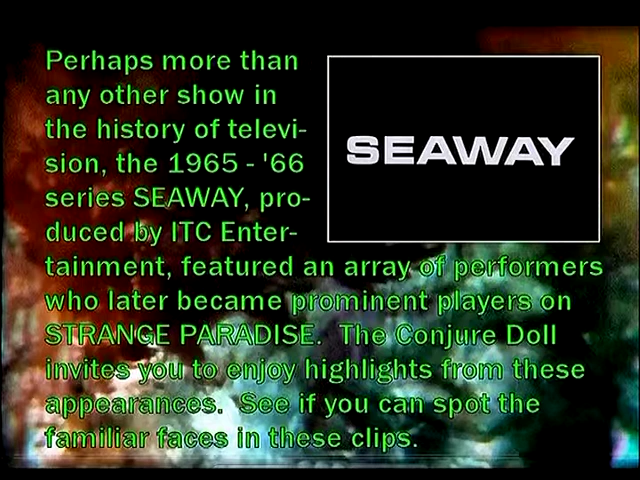 Perhaps more than
any other show in
the history of televi-
sion, the 1965 - '66
series SEAWAY, pro-
duced by ITC Enter-
tainment, featured an array of performers
who later became prominent players on
STRANGE PARADISE.  The Conjure Doll
invites you to enjoy highlights from these
appearances.  See if you can spot the
familiar faces in these clips.
SEAWAY